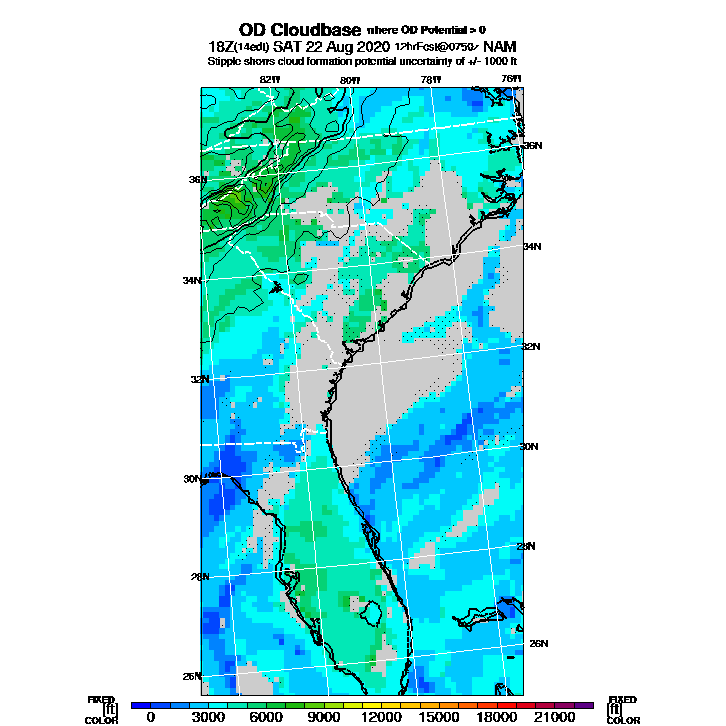 OD Cloudbase where OD Potential > 0
18Z(14edt) SAT 22 Aug 2020 12hrFcst@0750z NAM
Stipple shows cloud formation potential uncertainty of +/- 1000 ft
82W 80W 78W 76W
36N
36N
34N
34N
32N
32N
30N
30N
28N
28N
26N
26N
FIXED FIXED
[ft] [ft]
COLOR 0 3000 6000 9000 12000 15000 18000 21000 COLOR